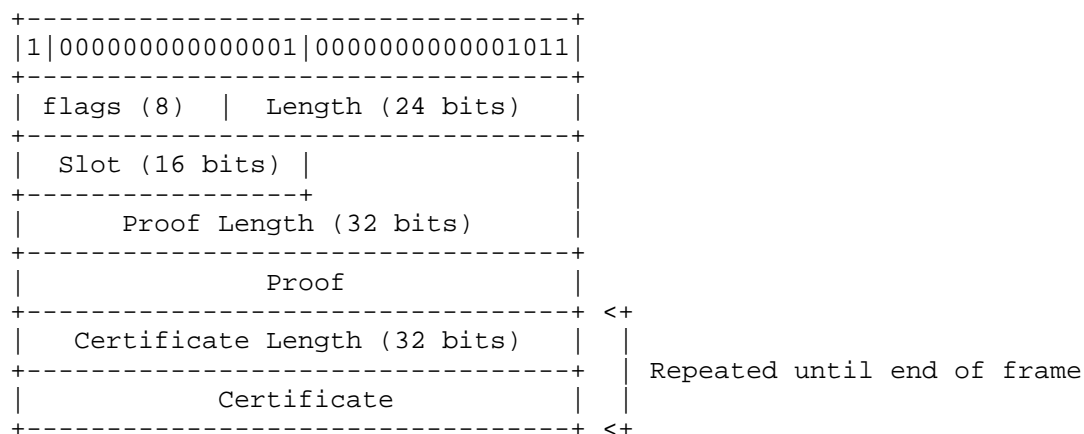 +----------------------------------+
|1|000000000000001|0000000000001011|
+----------------------------------+
| flags (8)  |  Length (24 bits)   |
+----------------------------------+
|  Slot (16 bits) |                |
+-----------------+                |
|      Proof Length (32 bits)      |
+----------------------------------+
|               Proof              |
+----------------------------------+ <+
|   Certificate Length (32 bits)   |  |
+----------------------------------+  | Repeated until end of frame
|            Certificate           |  |
+----------------------------------+ <+